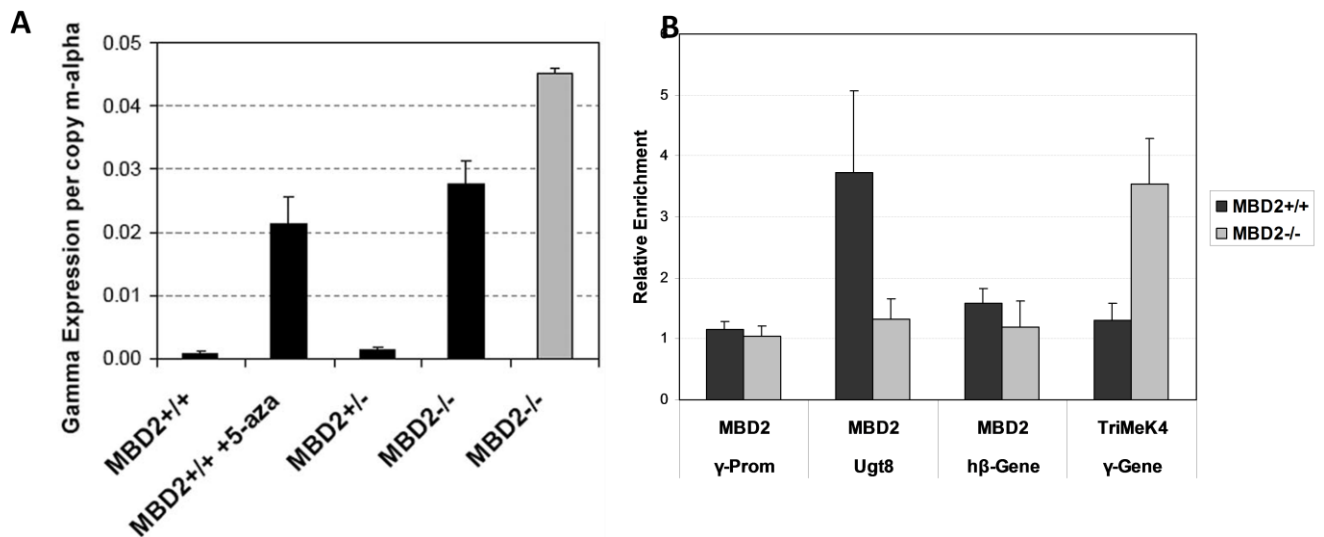 A
Gamma Expression per copy m-alpha
0.05
0.04
0.03
0.02
0.01
0.00
MBD2+/+
MBD2+/+ +5-aza
MBD2+/-
MBD2-/-
MBD2-/-
B
Relative Enrichment
6
5
4
3
2
1
0
MBD2 MBD2 MBD2 TriMeK4
γ-Prom Ugt8 hβ-Gene γ-Gene
MBD2+/+
MBD2-/-